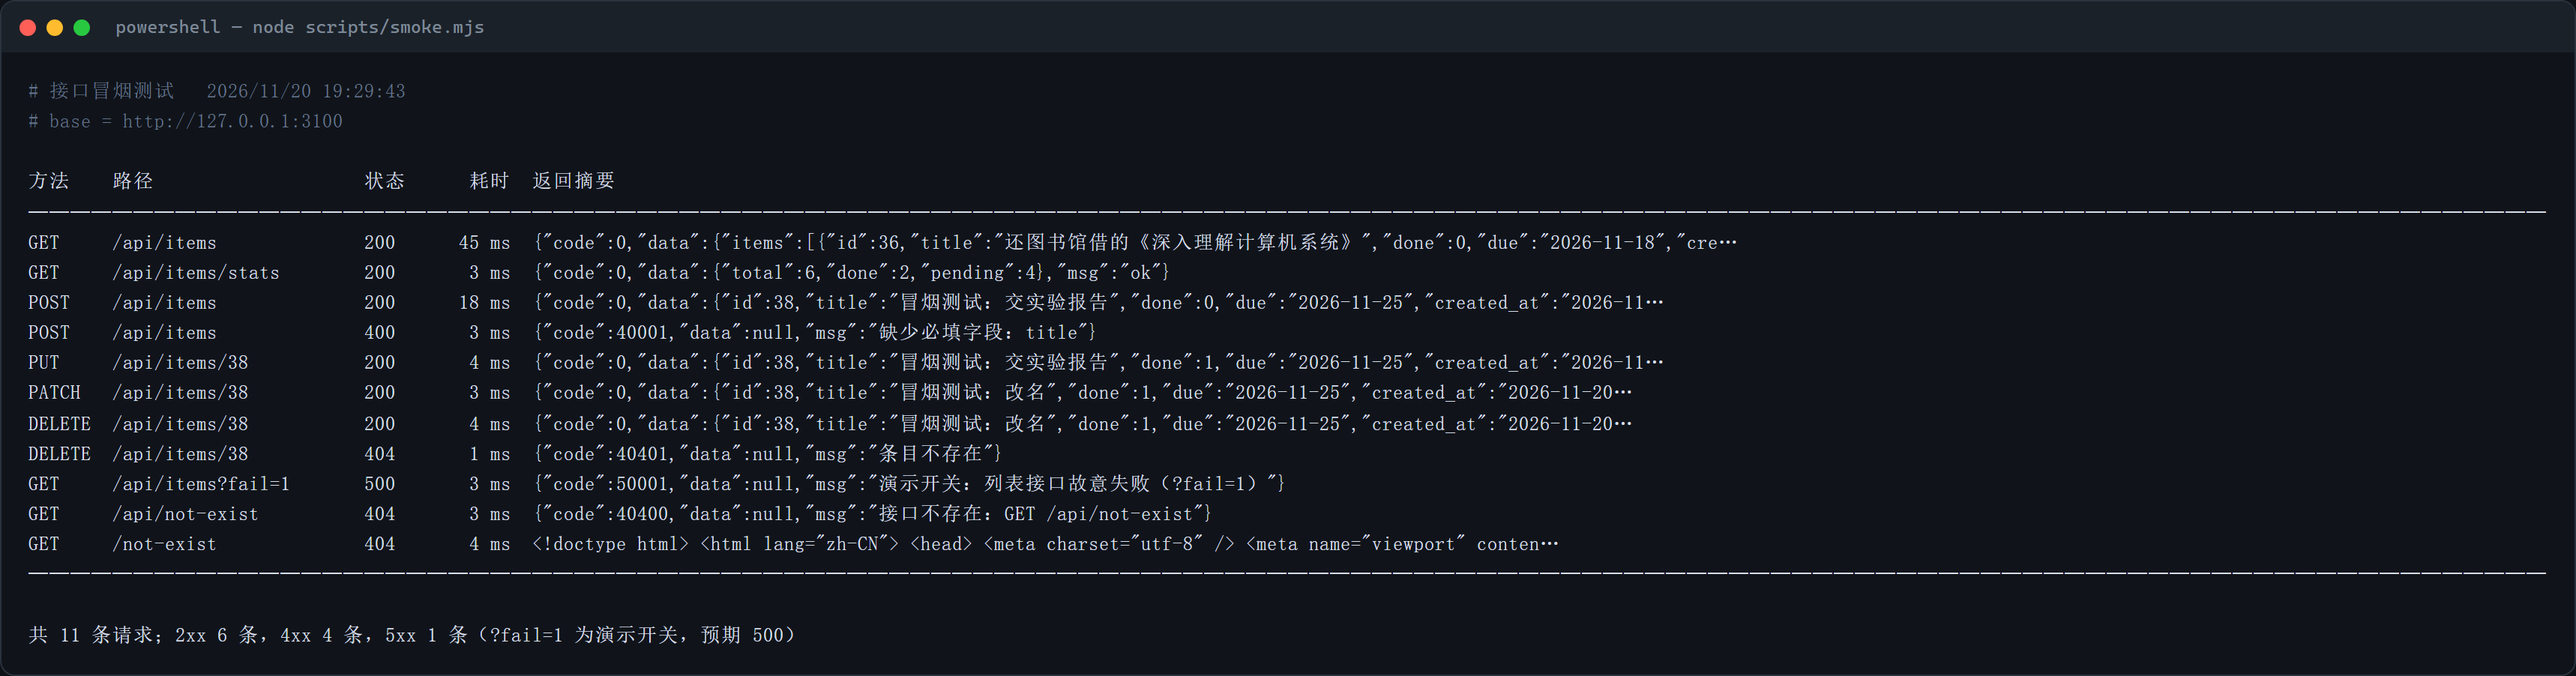 powershell — node scripts/smoke.mjs
# 接口冒烟测试   2026/11/20 19:29:43
# base = http://127.0.0.1:3100
方法    路径    状态    耗时  返回摘要
GET     /api/items              200      45 ms  {"code":0,"data":{"items":[{"id":36,"title":"还图书馆借的《深入理解计算机系统》","done":0,"due":"2026-11-18","cre…
GET     /api/items/stats        200       3 ms  {"code":0,"data":{"total":6,"done":2,"pending":4},"msg":"ok"}
POST    /api/items              200      18 ms  {"code":0,"data":{"id":38,"title":"冒烟测试：交实验报告","done":0,"due":"2026-11-25","created_at":"2026-11…
POST    /api/items              400       3 ms  {"code":40001,"data":null,"msg":"缺少必填字段：title"}
PUT     /api/items/38           200       4 ms  {"code":0,"data":{"id":38,"title":"冒烟测试：交实验报告","done":1,"due":"2026-11-25","created_at":"2026-11…
PATCH   /api/items/38           200       3 ms  {"code":0,"data":{"id":38,"title":"冒烟测试：改名","done":1,"due":"2026-11-25","created_at":"2026-11-20…
DELETE  /api/items/38           200       4 ms  {"code":0,"data":{"id":38,"title":"冒烟测试：改名","done":1,"due":"2026-11-25","created_at":"2026-11-20…
DELETE  /api/items/38           404       1 ms  {"code":40401,"data":null,"msg":"条目不存在"}
GET     /api/items?fail=1       500       3 ms  {"code":50001,"data":null,"msg":"演示开关：列表接口故意失败（?fail=1）"}
GET     /api/not-exist          404       3 ms  {"code":40400,"data":null,"msg":"接口不存在：GET /api/not-exist"}
GET     /not-exist              404       4 ms  <!doctype html> <html lang="zh-CN"> <head> <meta charset="utf-8" /> <meta name="viewport" conten…
共 11 条请求；2xx 6 条，4xx 4 条，5xx 1 条（?fail=1 为演示开关，预期 500）